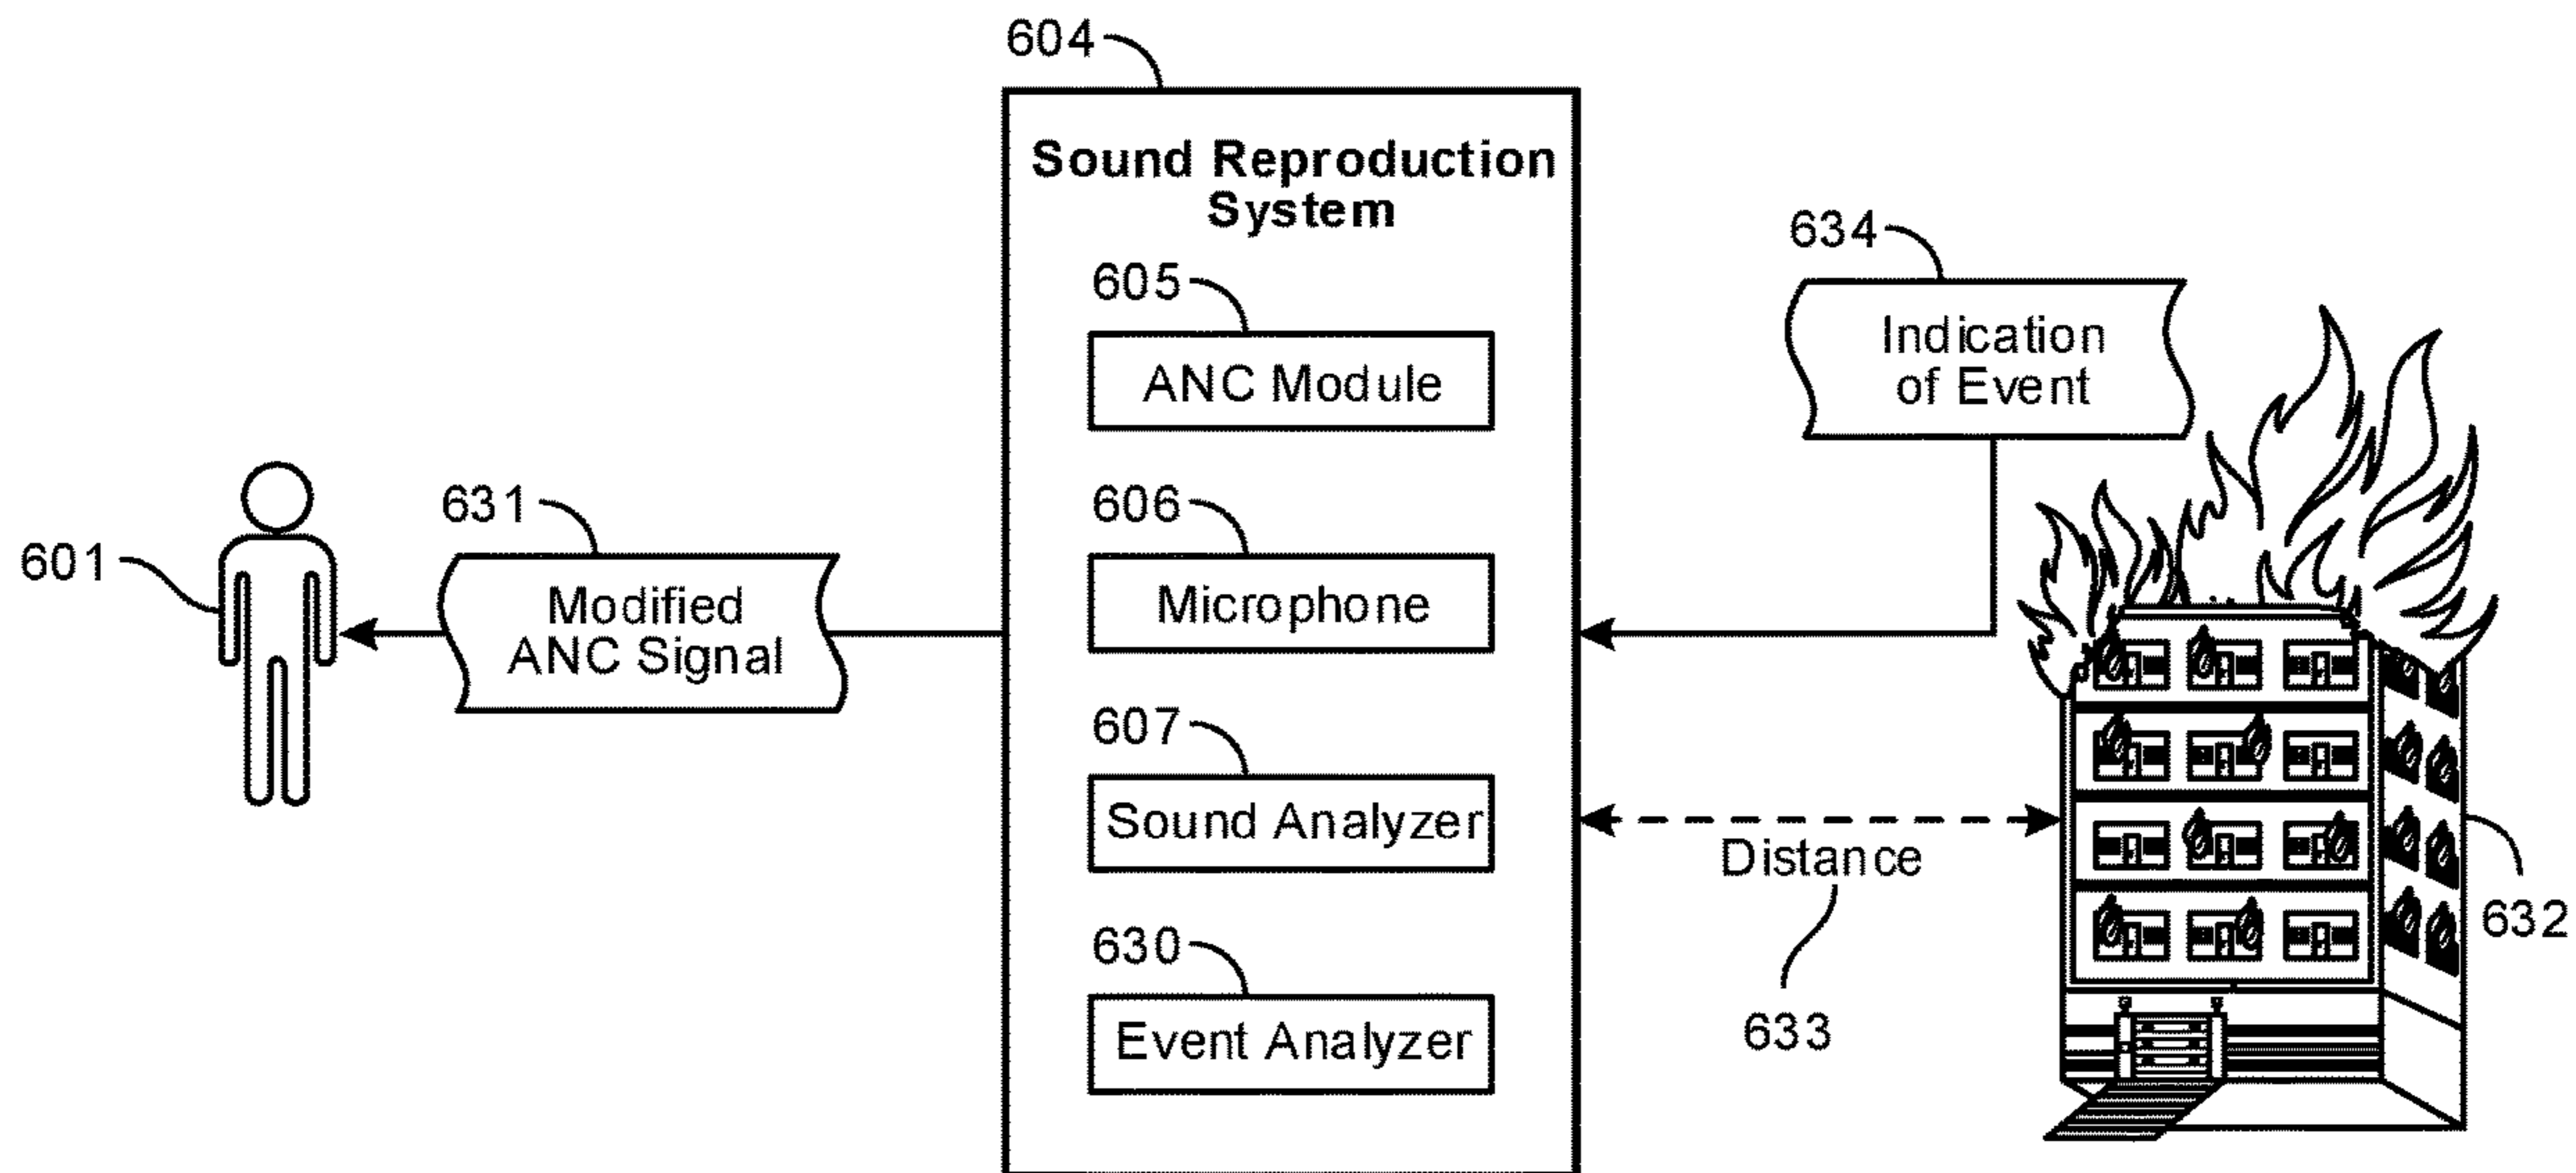 604
Sound Reproduction
System
634
605
Indication
of Event
ANC Module
606
631
601
Modified
ANC Signal
Microphone
607
Sound Analyzer
Distance
632
630
633
Event Analyzer